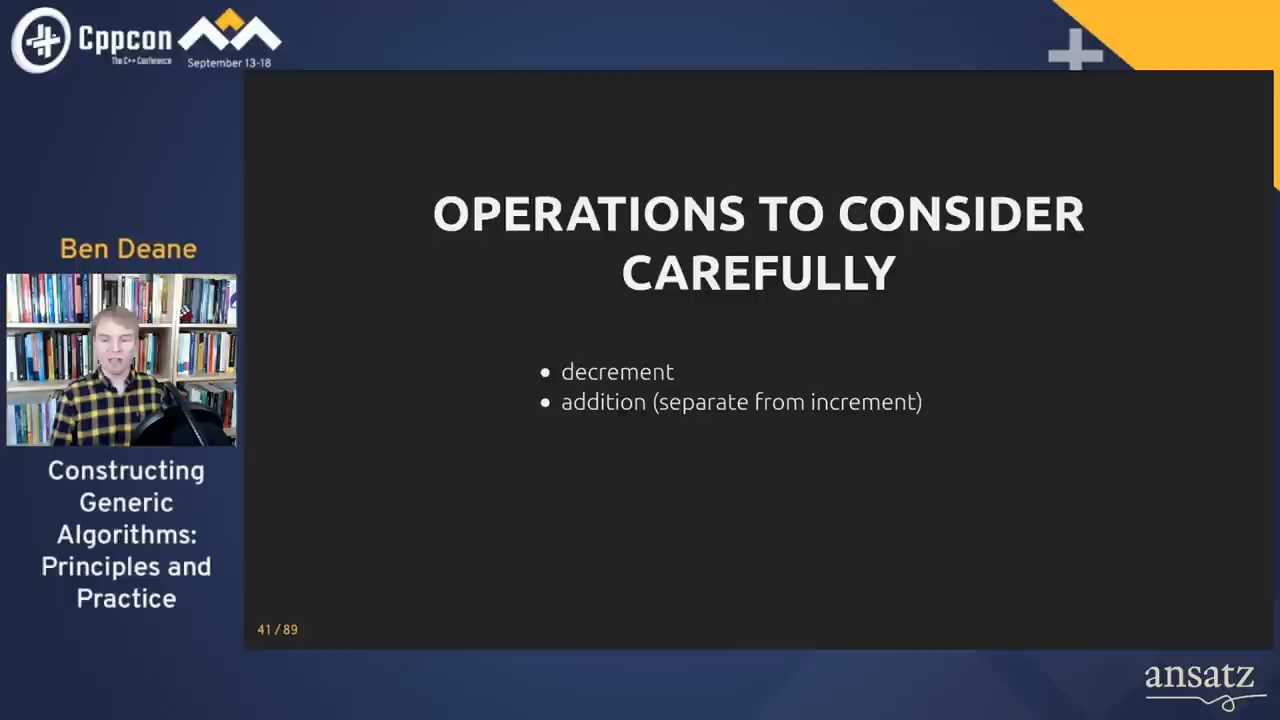 Cppcon
The C++ Conference
September 13-18
Ben Deane
Constructing
Generic
Algorithms:
Principles and
Practice
OPERATIONS TO CONSIDER
CAREFULLY
• decrement
• addition (separate from increment)
41 / 89
ansatz